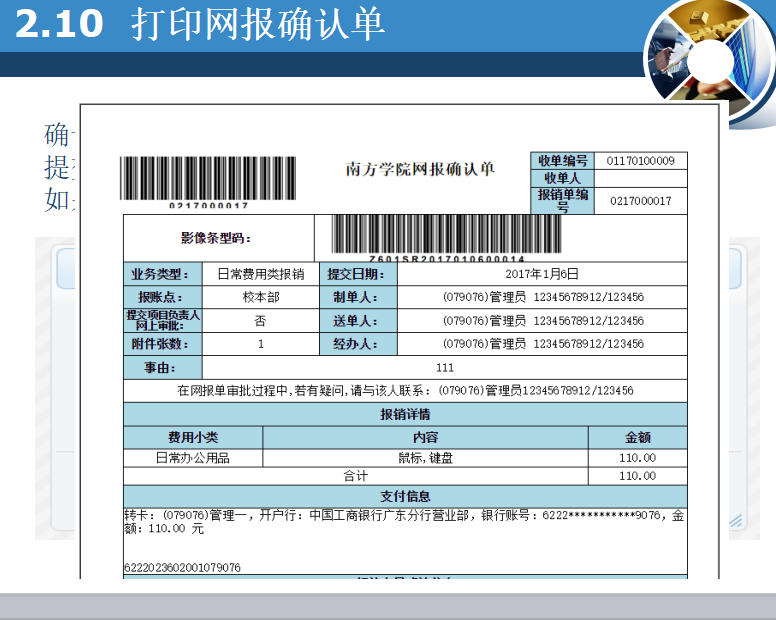 2.10 打印网报确认单
确
提
如
0217000017
南方学院网报确认单
收单编号 01170100009
收单人
报销单编号 0217000017
影像条型码：
Z601SR2017010600014
业务类型： 日常费用类报销 提交日期： 2017年1月6日
报账点： 校本部 制单人： (079076)管理员 12345678912/123456
提交项目负责人网上审批： 否 送单人： (079076)管理员 12345678912/123456
附件张数： 1 经办人： (079076)管理员 12345678912/123456
事由： 111
在网报单审批过程中,若有疑问,请与该人联系：(079076)管理员12345678912/123456
报销详情
费用小类 内容 金额
日常办公用品 鼠标,键盘 110.00
合计 110.00
支付信息
转卡：(079076)管理一，开户行：中国工商银行广东分行营业部，银行账号：6222***********9076，金
额：110.00 元
6222023602001079076